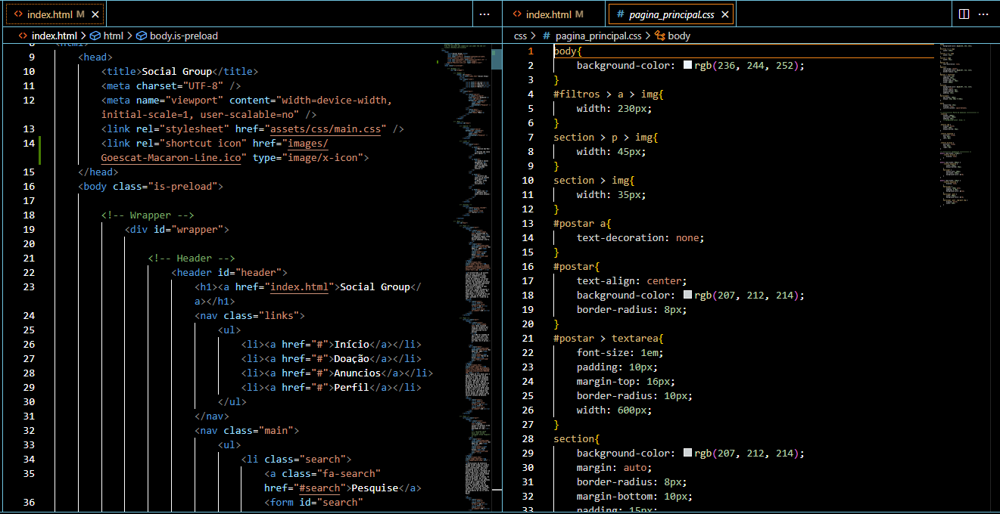 index.html M
index.html > html > body.is-preload
8 <html>
9 <head>
10 <title>Social Group</title>
11 <meta charset="UTF-8" />
12 <meta name="viewport" content="width=device-width,
initial-scale=1, user-scalable=no" />
13 <link rel="stylesheet" href="assets/css/main.css" />
14 <link rel="shortcut icon" href="images/
Goescat-Macaron-Line.ico" type="image/x-icon">
15 </head>
16 <body class="is-preload">
17
18 <!-- Wrapper -->
19 <div id="wrapper">
20
21 <!-- Header -->
22 <header id="header">
23 <h1><a href="index.html">Social Group</
a></h1>
24 <nav class="links">
25 <ul>
26 <li><a href="#">Início</a></li>
27 <li><a href="#">Doação</a></li>
28 <li><a href="#">Anuncios</a></li>
29 <li><a href="#">Perfil</a></li>
30 </ul>
31 </nav>
32 <nav class="main">
33 <ul>
34 <li class="search">
35 <a class="fa-search"
href="#search">Pesquise</a>
36 <form id="search"
index.html M
# pagina_principal.css
css > # pagina_principal.css > body
1 body{
2 background-color: rgb(236, 244, 252);
3 }
4 #filtros > a > img{
5 width: 230px;
6 }
7 section > p > img{
8 width: 45px;
9 }
10 section > img{
11 width: 35px;
12 }
13 #postar a{
14 text-decoration: none;
15 }
16 #postar{
17 text-align: center;
18 background-color: rgb(207, 212, 214);
19 border-radius: 8px;
20 }
21 #postar > textarea{
22 font-size: 1em;
23 padding: 10px;
24 margin-top: 16px;
25 border-radius: 10px;
26 width: 600px;
27 }
28 section{
29 background-color: rgb(207, 212, 214);
30 margin: auto;
31 border-radius: 8px;
32 margin-bottom: 10px;
33 padding: 15px;